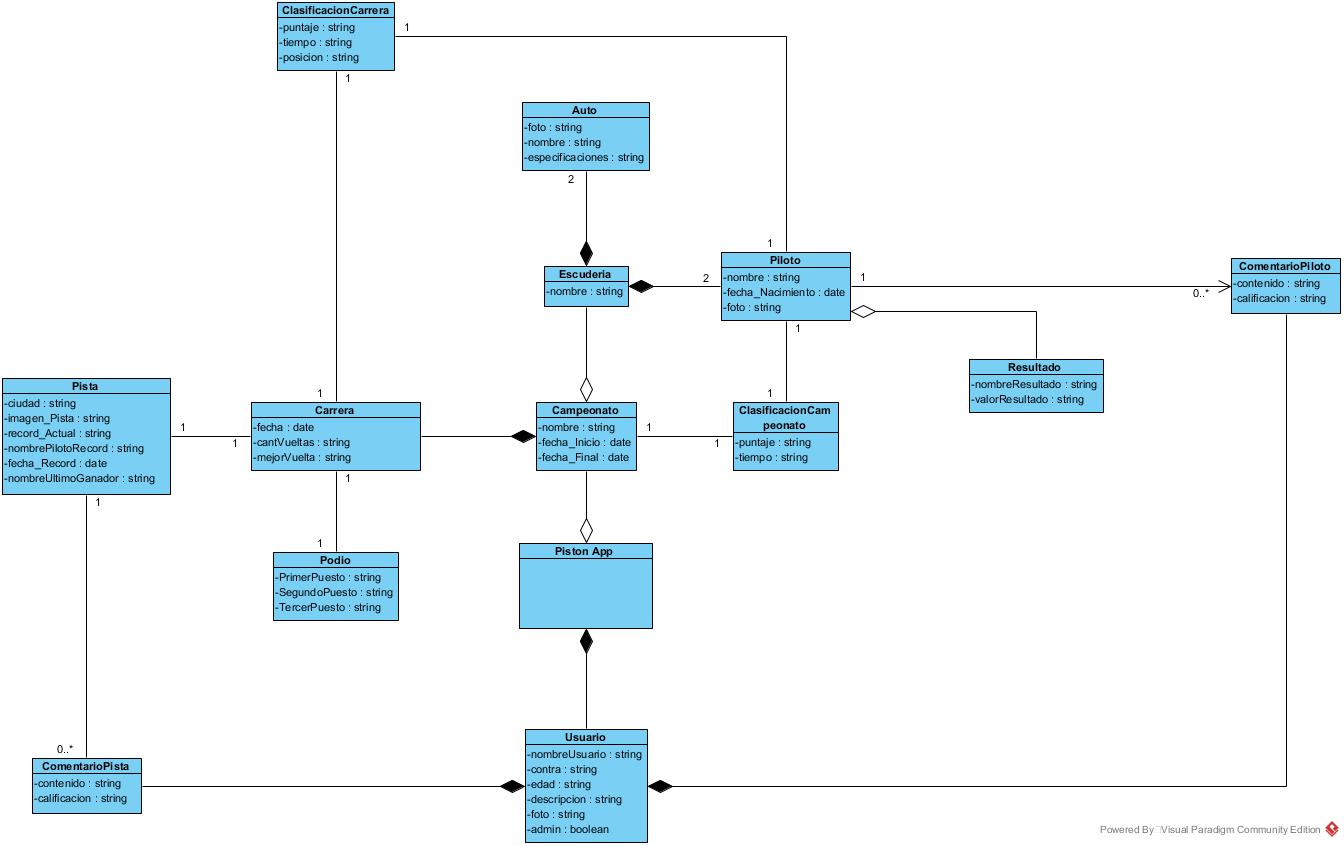 ClasificacionCarrera
-puntaje : string
-tiempo : string
-posicion : string
1
1
Auto
-foto : string
-nombre : string
-especificaciones : string
2
Escuderia
-nombre : string
2
1
Piloto
-nombre : string
-fecha_Nacimiento : date
-foto : string
1
1
0..*
ComentarioPiloto
-contenido : string
-calificacion : string
Resultado
-nombreResultado : string
-valorResultado : string
Pista
-ciudad : string
-imagen_Pista : string
-record_Actual : string
-nombrePilotoRecord : string
-fecha_Record : date
-nombreUltimoGanador : string
1
1
1
1
Carrera
-fecha : date
-cantVueltas : string
-mejorVuelta : string
1
Campeonato
-nombre : string
-fecha_Inicio : date
-fecha_Final : date
1
1
1
ClasificacionCam
peonato
-puntaje : string
-tiempo : string
1
Podio
-PrimerPuesto : string
-SegundoPuesto : string
-TercerPuesto : string
Piston App
0..*
ComentarioPista
-contenido : string
-calificacion : string
Usuario
-nombreUsuario : string
-contra : string
-edad : string
-descripcion : string
-foto : string
-admin : boolean
Powered By Visual Paradigm Community Edition